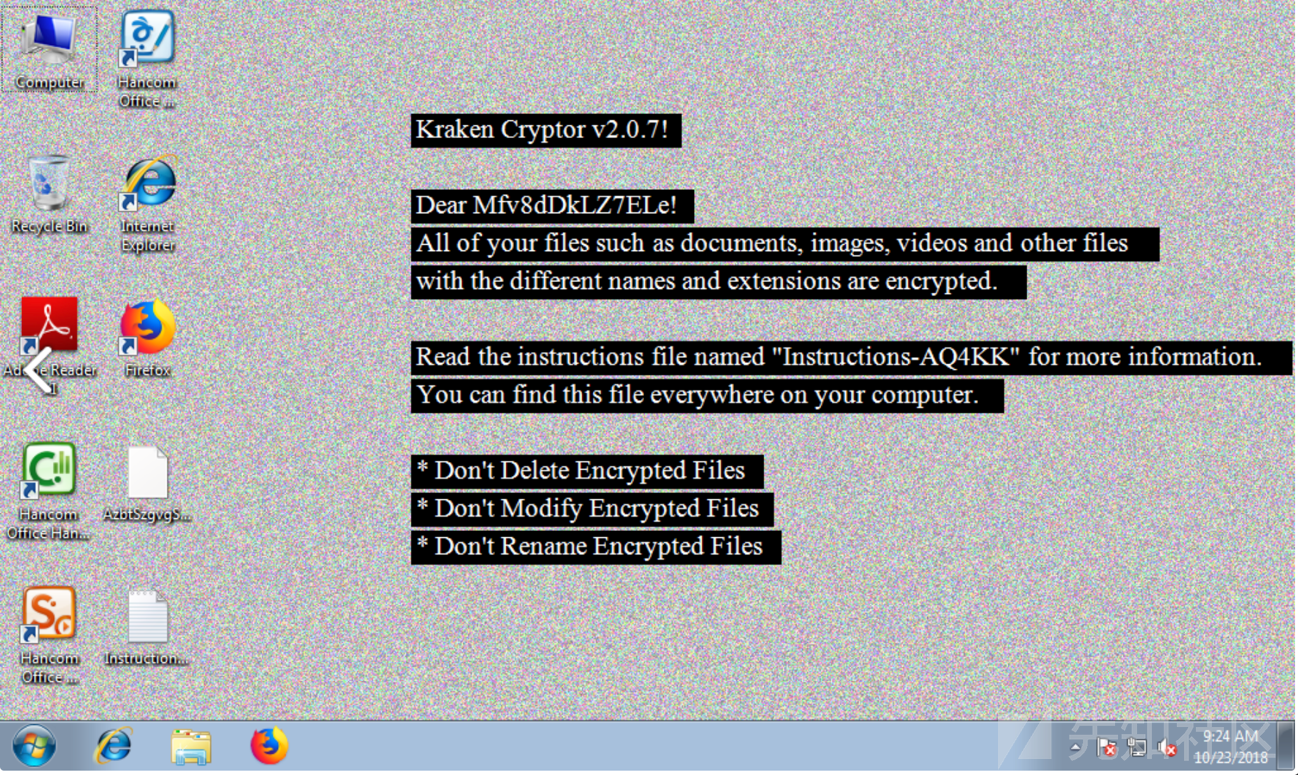 Computer
Hancom
Office ...
Recycle Bin
Internet
Explorer
Reader
Firefox
Hancom
Office Han...
AzbtSzgvgS...
Hancom
Office ...
Instruction...
Kraken Cryptor v2.0.7!
Dear Mfv8dDkLZ7ELe!
All of your files such as documents, images, videos and other files
with the different names and extensions are encrypted.
Read the instructions file named "Instructions-AQ4KK" for more information.
You can find this file everywhere on your computer.
* Don't Delete Encrypted Files
* Don't Modify Encrypted Files
* Don't Rename Encrypted Files
先知社区
9:24 AM
10/23/2018